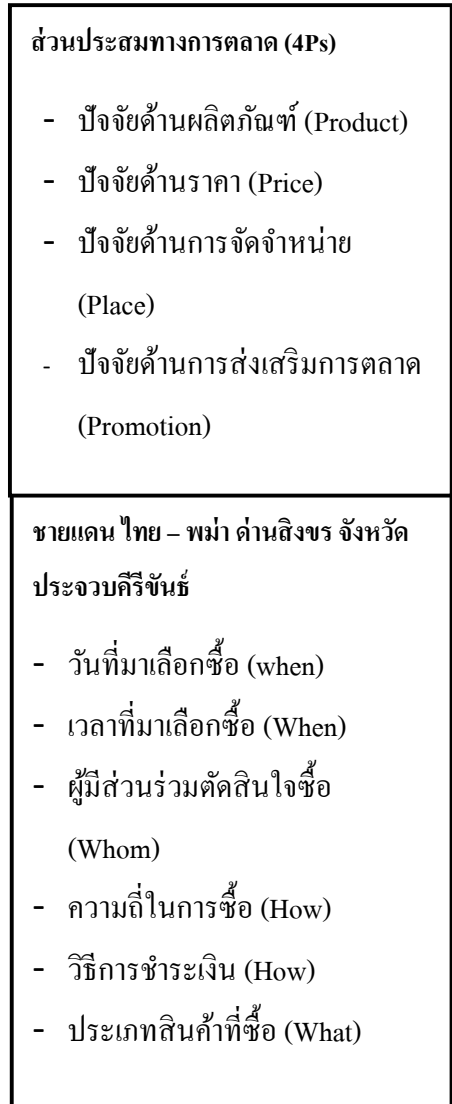 ส่วนประสมทางการตลาด (4Ps)
- ปัจจัยด้านผลิตภัณฑ์ (Product)
- ปัจจัยด้านราคา (Price)
- ปัจจัยด้านการจัดจำหน่าย
(Place)
- ปัจจัยด้านการส่งเสริมการตลาด
(Promotion)
ชายแดน ไทย – พม่า ด่านสิงขร จังหวัด
ประจวบคีรีขันธ์
- วันที่มาเลือกซื้อ (when)
- เวลาที่มาเลือกซื้อ (When)
- ผู้มีส่วนร่วมตัดสินใจซื้อ
(Whom)
- ความถี่ในการซื้อ (How)
- วิธีการชำระเงิน (How)
- ประเภทสินค้าที่ซื้อ (What)